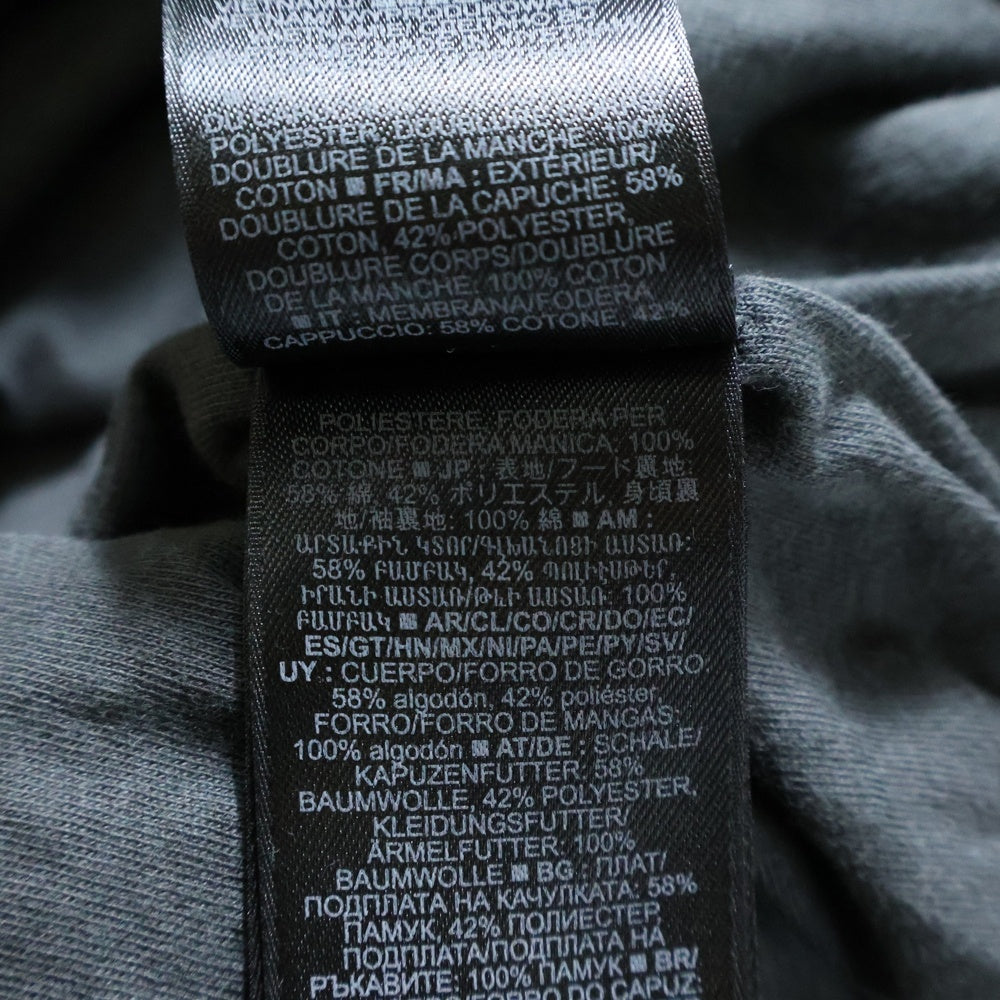 POLYESTER, DOUBLURE
DOUBLURE DE LA MANCHE, 100%
COTON ▩ FR/MA : EXTÉRIEUR/
DOUBLURE DE LA CAPUCHE: 58%
COTON, 42% POLYESTER,
DOUBLURE CORPS/DOUBLURE
DE LA MANCHE, 100% COTON
▩ IT : MEMBRANA/FODERA
CAPPUCCIO: 58% COTONE, 42%
POLIESTERE, FODERA PER
CORPO/FODERA MANICA, 100%
COTONE ▩ JP : 表地/フード裏地:
58% 綿, 42% ポリエステル, 身頃裏
地/袖裏地: 100% 綿 ▩ AM :
ԱՐՏԱՔԻՆ ԿՏՈՐ/ԳԼԽԱՆՈՑԻ ԱՍՏԱՌ:
58% ԲԱՄԲԱԿ, 42% ՊՈԼԻԷՍԹԵՐ,
ԻՐԱՆԻ ԱՍՏԱՌ/ԹԵՒԻ ԱՍՏԱՌ: 100%
ԲԱՄԲԱԿ ▩ AR/CL/CO/CR/DO/EC/
ES/GT/HN/MX/NI/PA/PE/PY/SV/
UY : CUERPO/FORRO DE GORRO:
58% algodón, 42% poliéster,
FORRO/FORRO DE MANGAS:
100% algodón ▩ AT/DE : SCHALE/
KAPUZENFUTTER: 58%
BAUMWOLLE, 42% POLYESTER,
KLEIDUNGSFUTTER/
ÄRMELFUTTER: 100%
BAUMWOLLE ▩ BG : ПЛАТ/
ПОДПЛАТА НА КАЧУЛКАТА: 58%
ПАМУК, 42% ПОЛИЕСТЕР,
ПОДПЛАТА/ПОДПЛАТА НА
РЪКАВИТЕ: 100% ПАМУК ▩ BR/
DO CAPUZ: